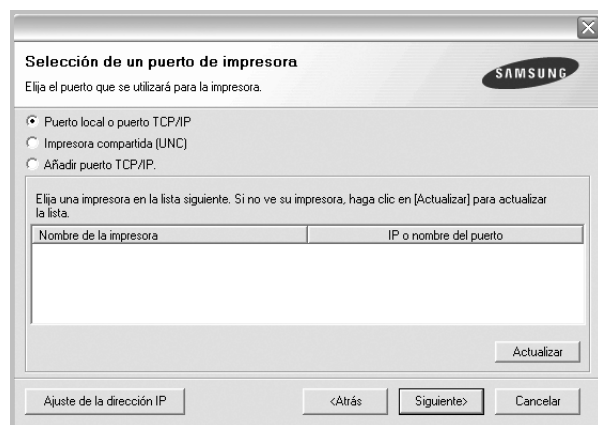 Selección de un puerto de impresora
Elija el puerto que se utilizará para la impresora.
SAMSUNG
Puerto local o puerto TCP/IP
Impresora compartida (UNC)
Añadir puerto TCP/IP.
Elija una impresora en la lista siguiente. Si no ve su impresora, haga clic en [Actualizar] para actualizar
la lista.
Nombre de la impresora IP o nombre del puerto
Actualizar
Ajuste de la dirección IP <Atrás Siguiente> Cancelar